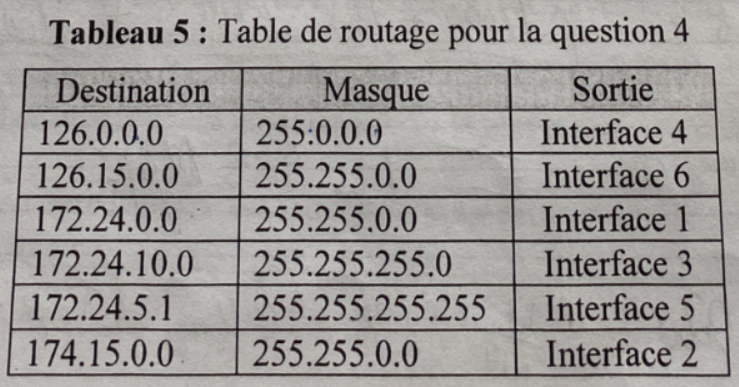 Tableau 5 : Table de routage pour la question 4
Destination Masque Sortie
126.0.0.0 255:0.0.0 Interface 4
126.15.0.0 255.255.0.0 Interface 6
172.24.0.0 255.255.0.0 Interface 1
172.24.10.0 255.255.255.0 Interface 3
172.24.5.1 255.255.255.255 Interface 5
174.15.0.0 255.255.0.0 Interface 2